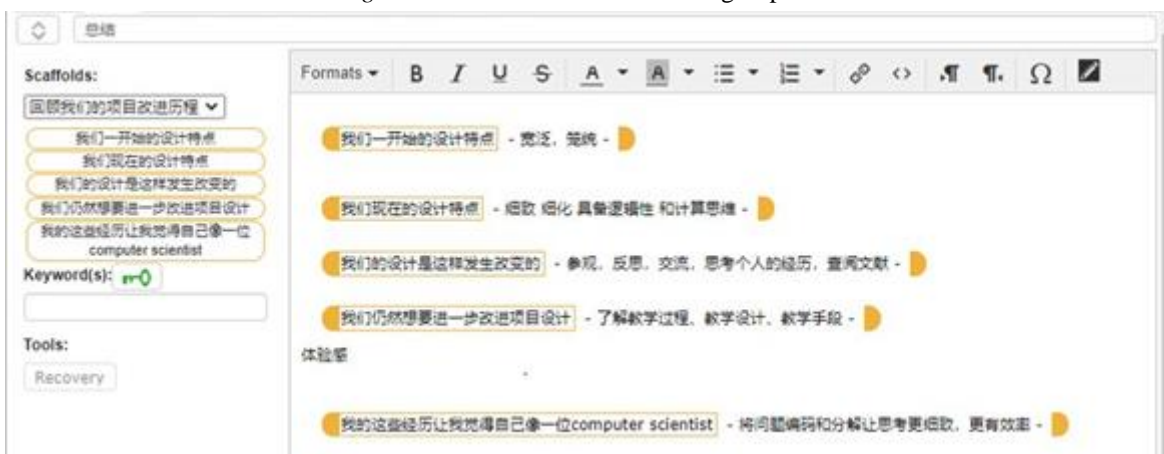 总结
Scaffolds:
回顾我们的项目改进历程
我们一开始的设计特点
我们现在的设计特点
我们的设计是这样发生改变的
我们仍然想要进一步改进项目设计
我的这些经历让我觉得自己像一位
computer scientist
Keyword(s):
Tools:
Recovery
Formats B I U S A A Ω
我们一开始的设计特点 - 宽泛, 笼统 -
我们现在的设计特点 - 细致 细化 具备逻辑性 和计算思维 -
我们的设计是这样发生改变的 - 参观, 反思, 交流, 思考个人的经历, 查阅文献 -
我们仍然想要进一步改进项目设计 - 了解教学过程, 教学设计、教学手段 -
体验感
我的这些经历让我觉得自己像一位computer scientist - 将问题编码和分解让思考更细致, 更有效率 -